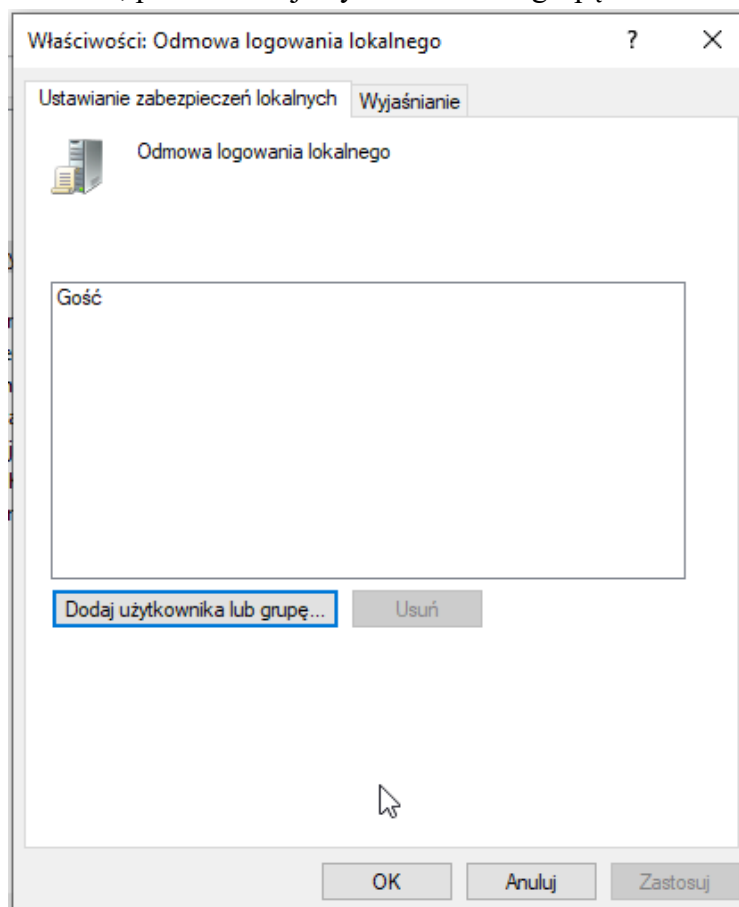 Właściwości: Odmowa logowania lokalnego ? X
Ustawianie zabezpieczeń lokalnych Wyjaśnianie
Odmowa logowania lokalnego
Gość
Dodaj użytkownika lub grupę... Usuń
OK Anuluj Zastosuj